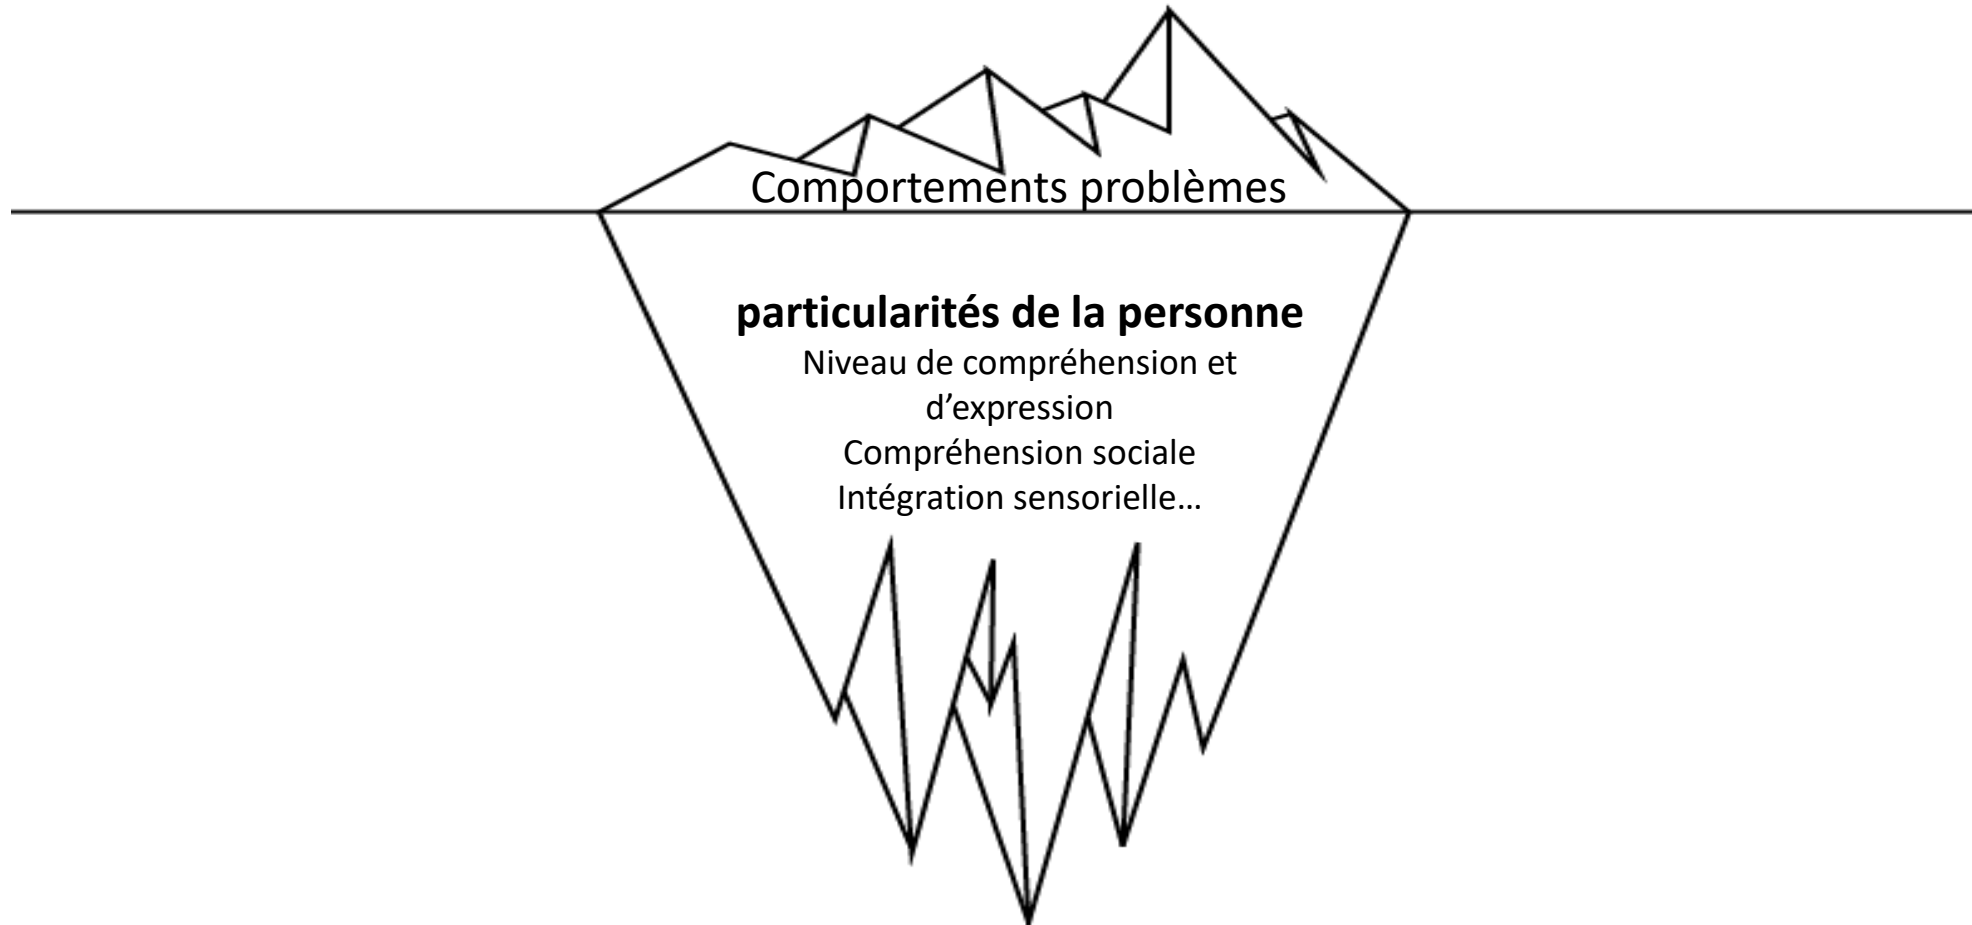 Comportements problèmes
particularités de la personne
Niveau de compréhension et
d’expression
Compréhension sociale
Intégration sensorielle…